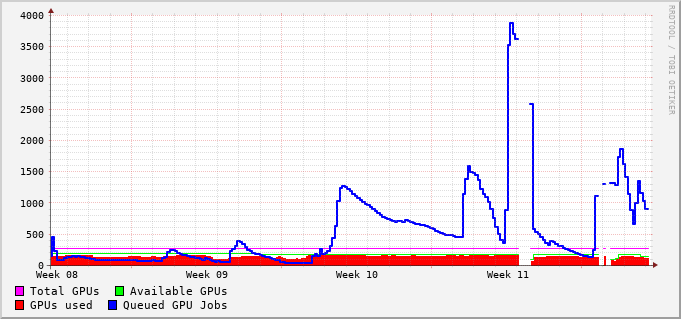 4000
3500
3000
2500
2000
1500
1000
500
0
Week 08 Week 09 Week 10 Week 11
Total GPUs Available GPUs
GPUs used Queued GPU Jobs
RRDTOOL / TOBI OETIKER